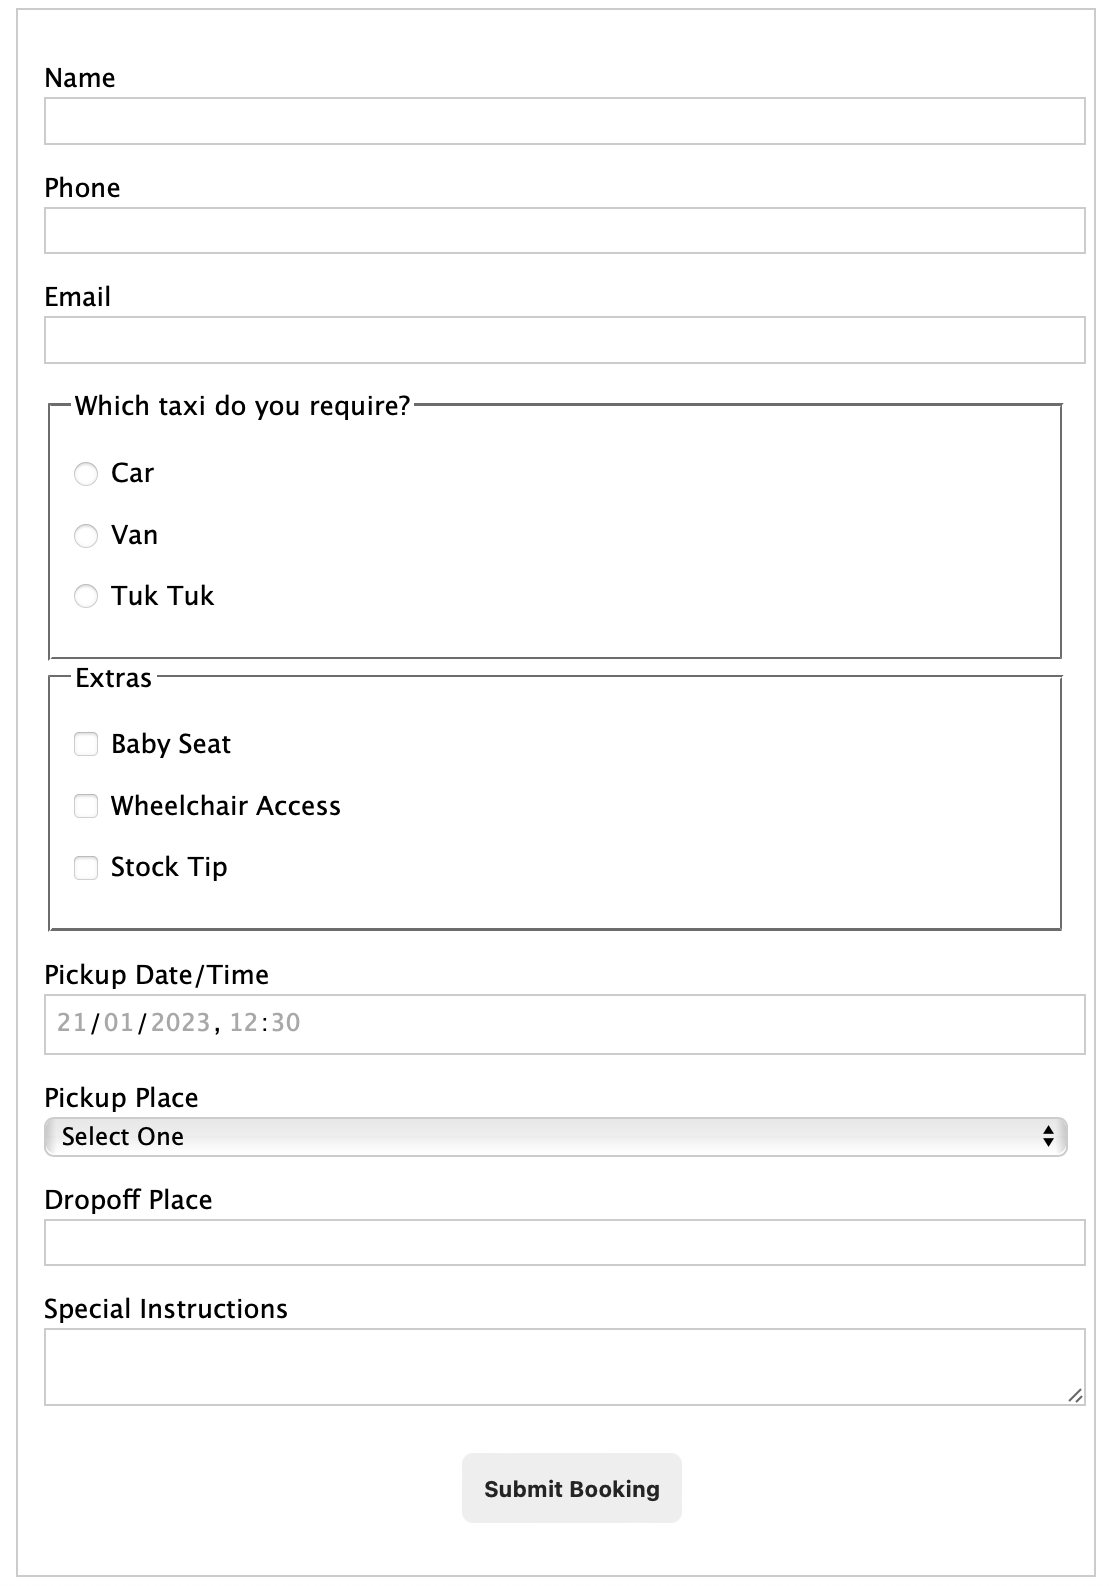 Name
Phone
Email
Which taxi do you require?
Car
Van
Tuk Tuk
Extras
Baby Seat
Wheelchair Access
Stock Tip
Pickup Date/Time
21/01/2023, 12:30
Pickup Place
Select One
Dropoff Place
Special Instructions
Submit Booking